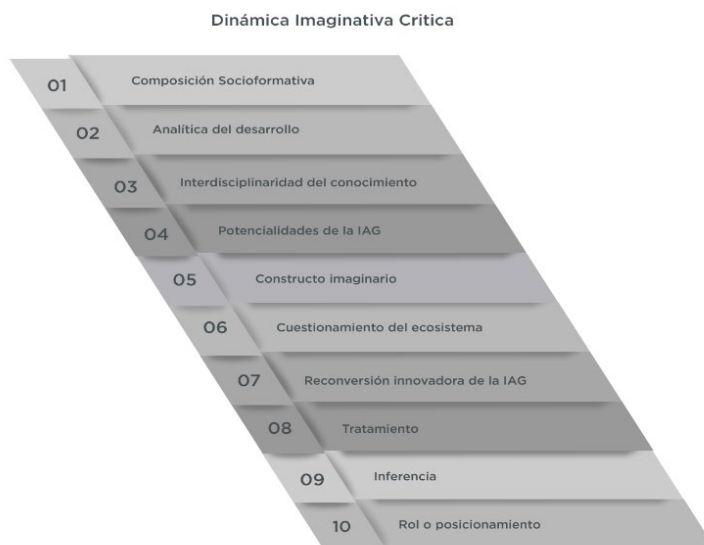 Dinámica Imaginativa Critica
01 Composición Socioformativa
02 Analítica del desarrollo
03 Interdisciplinaridad del conocimiento
04 Potencialidades de la IAG
05 Constructo imaginario
06 Cuestionamiento del ecosistema
07 Reconversión innovadora de la IAG
08 Tratamiento
09 Inferencia
10 Rol o posicionamiento